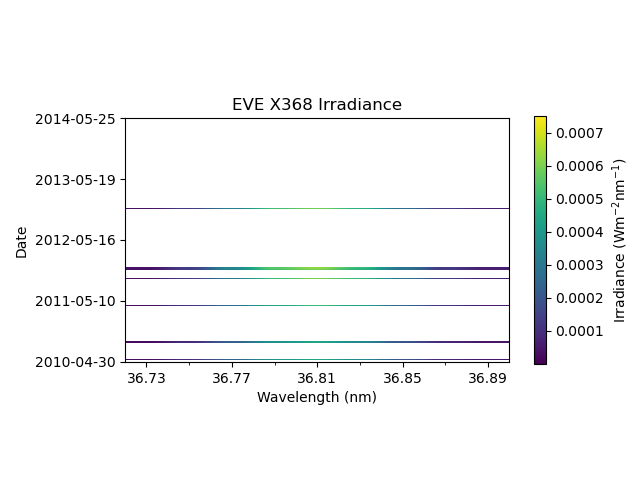 EVE X368 Irradiance
2014-05-25
2013-05-19
2012-05-16
2011-05-10
2010-04-30
Date
36.73 36.77 36.81 36.85 36.89
Wavelength (nm)
0.0007
0.0006
0.0005
0.0004
0.0003
0.0002
0.0001
Irradiance (Wm⁻²nm⁻¹)